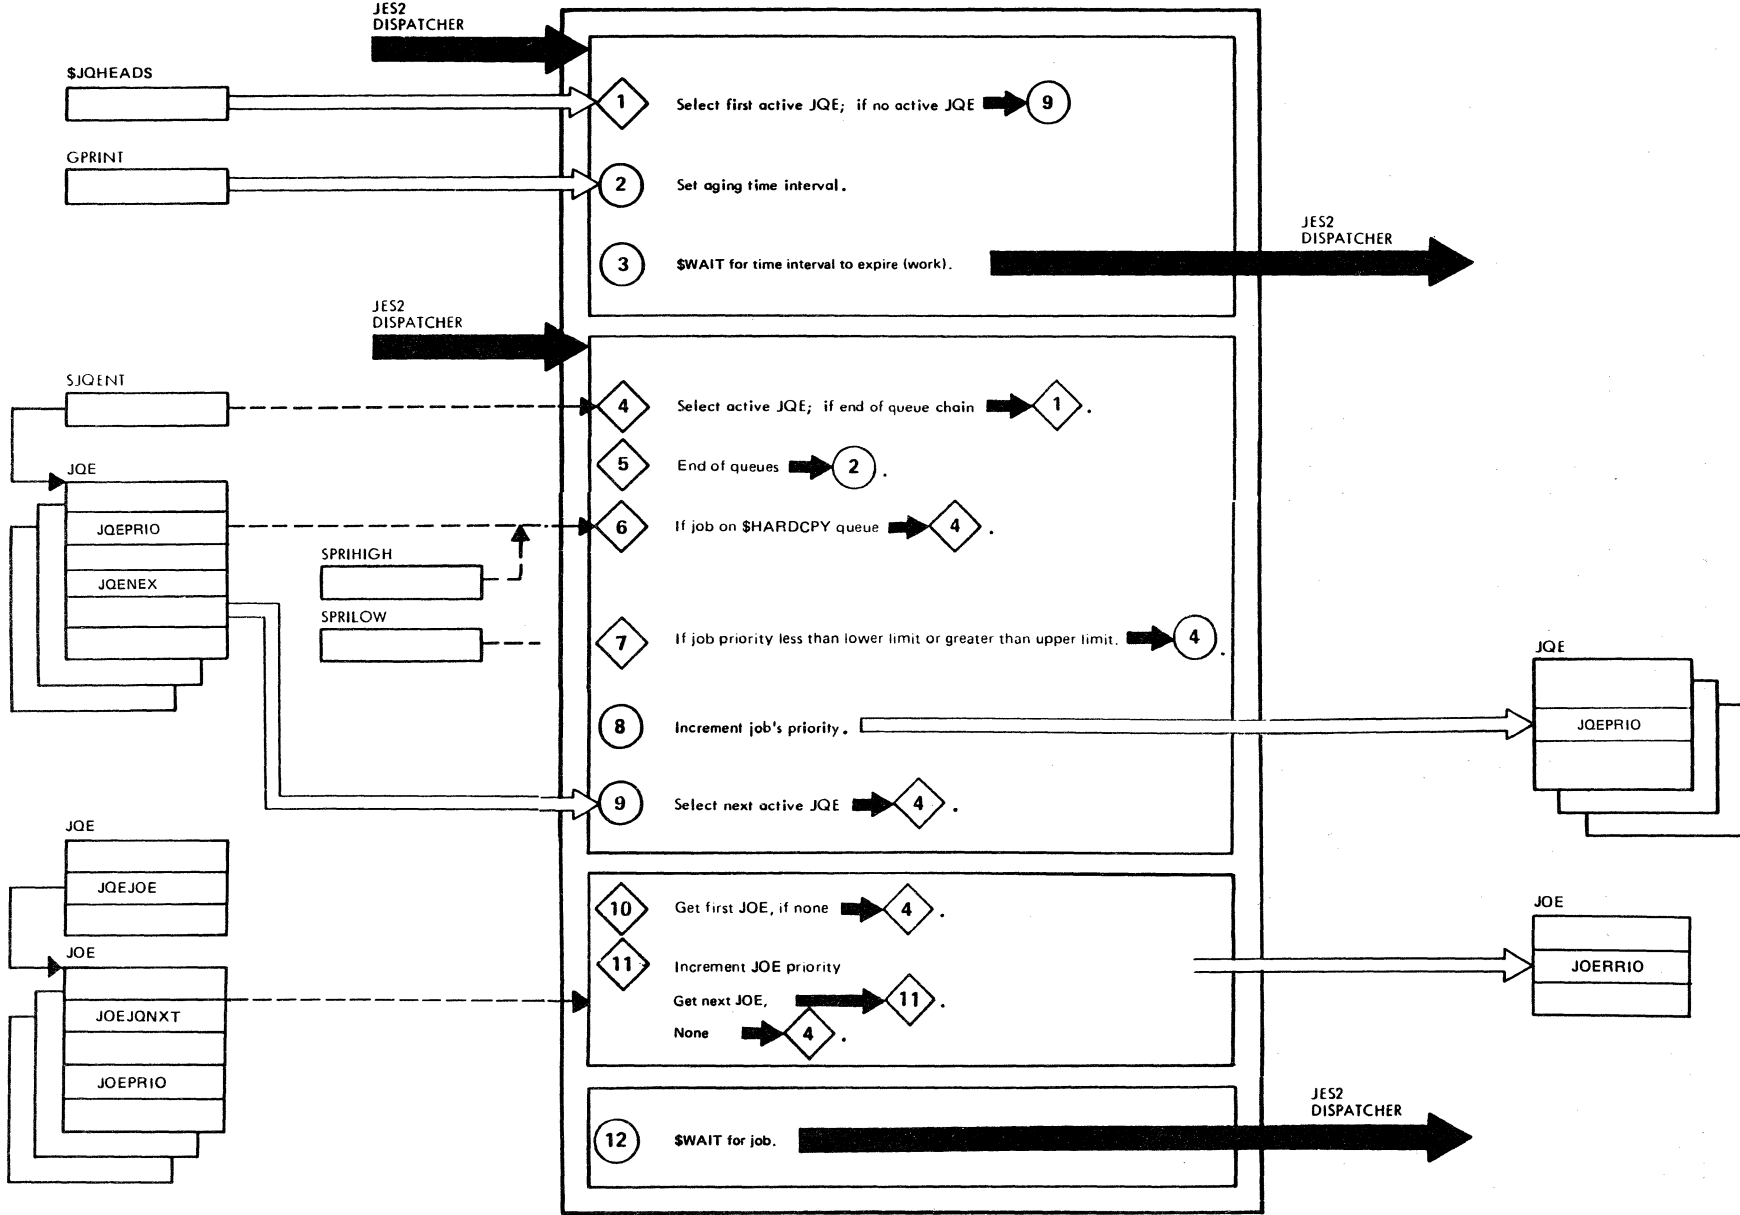 JES2
DISPATCHER
$JQHEADS
1 Select first active JQE; if no active JQE 9
GPRINT
2 Set aging time interval.
JES2
DISPATCHER
3 $WAIT for time interval to expire (work).
JES2
DISPATCHER
SJQENT
4 Select active JQE; if end of queue chain 1 .
JQE
5 End of queues 2 .
JQEPRIO
6 If job on $HARDCPY queue 4 .
SPRIHIGH
JQENEX
SPRILOW
7 If job priority less than lower limit or greater than upper limit. 4 .
JQE
8 Increment job's priority.
JQEPRIO
9 Select next active JQE 4 .
JQE
JQEJOE
10 Get first JOE, if none 4 .
JOE
JOE
11 Increment JOE priority
JOERRIO
Get next JOE, 11 .
JOEJQNXT
None 4 .
JOEPRIO
JES2
DISPATCHER
12 $WAIT for job.